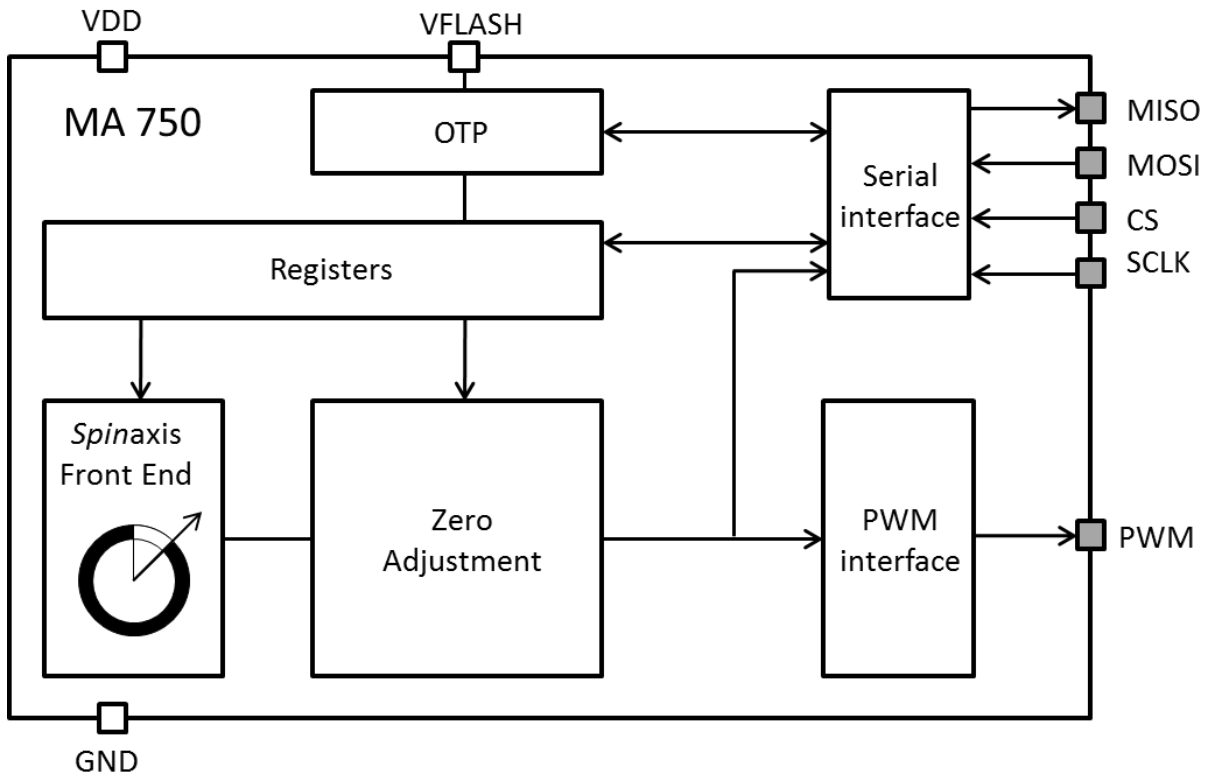 VDD
VFLASH
MA 750
OTP
MISO
MOSI
Serial
interface
CS
SCLK
Registers
Spinaxis
Front End
Zero
Adjustment
PWM
interface
PWM
GND